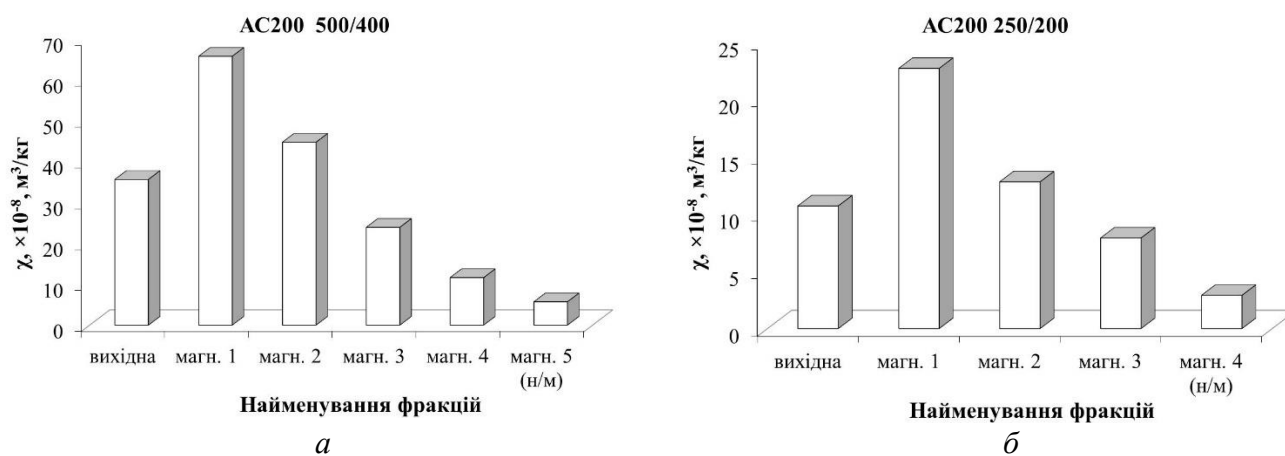 АС200 500/400
70
60
50
40
30
20
10
0
χ, ×10⁻⁸, м³/кг
вихідна магн. 1 магн. 2 магн. 3 магн. 4 магн. 5
(н/м)
Найменування фракцій
а
АС200 250/200
25
20
15
10
5
0
χ, ×10⁻⁸, м³/кг
вихідна магн. 1 магн. 2 магн. 3 магн. 4
(н/м)
Найменування фракцій
б